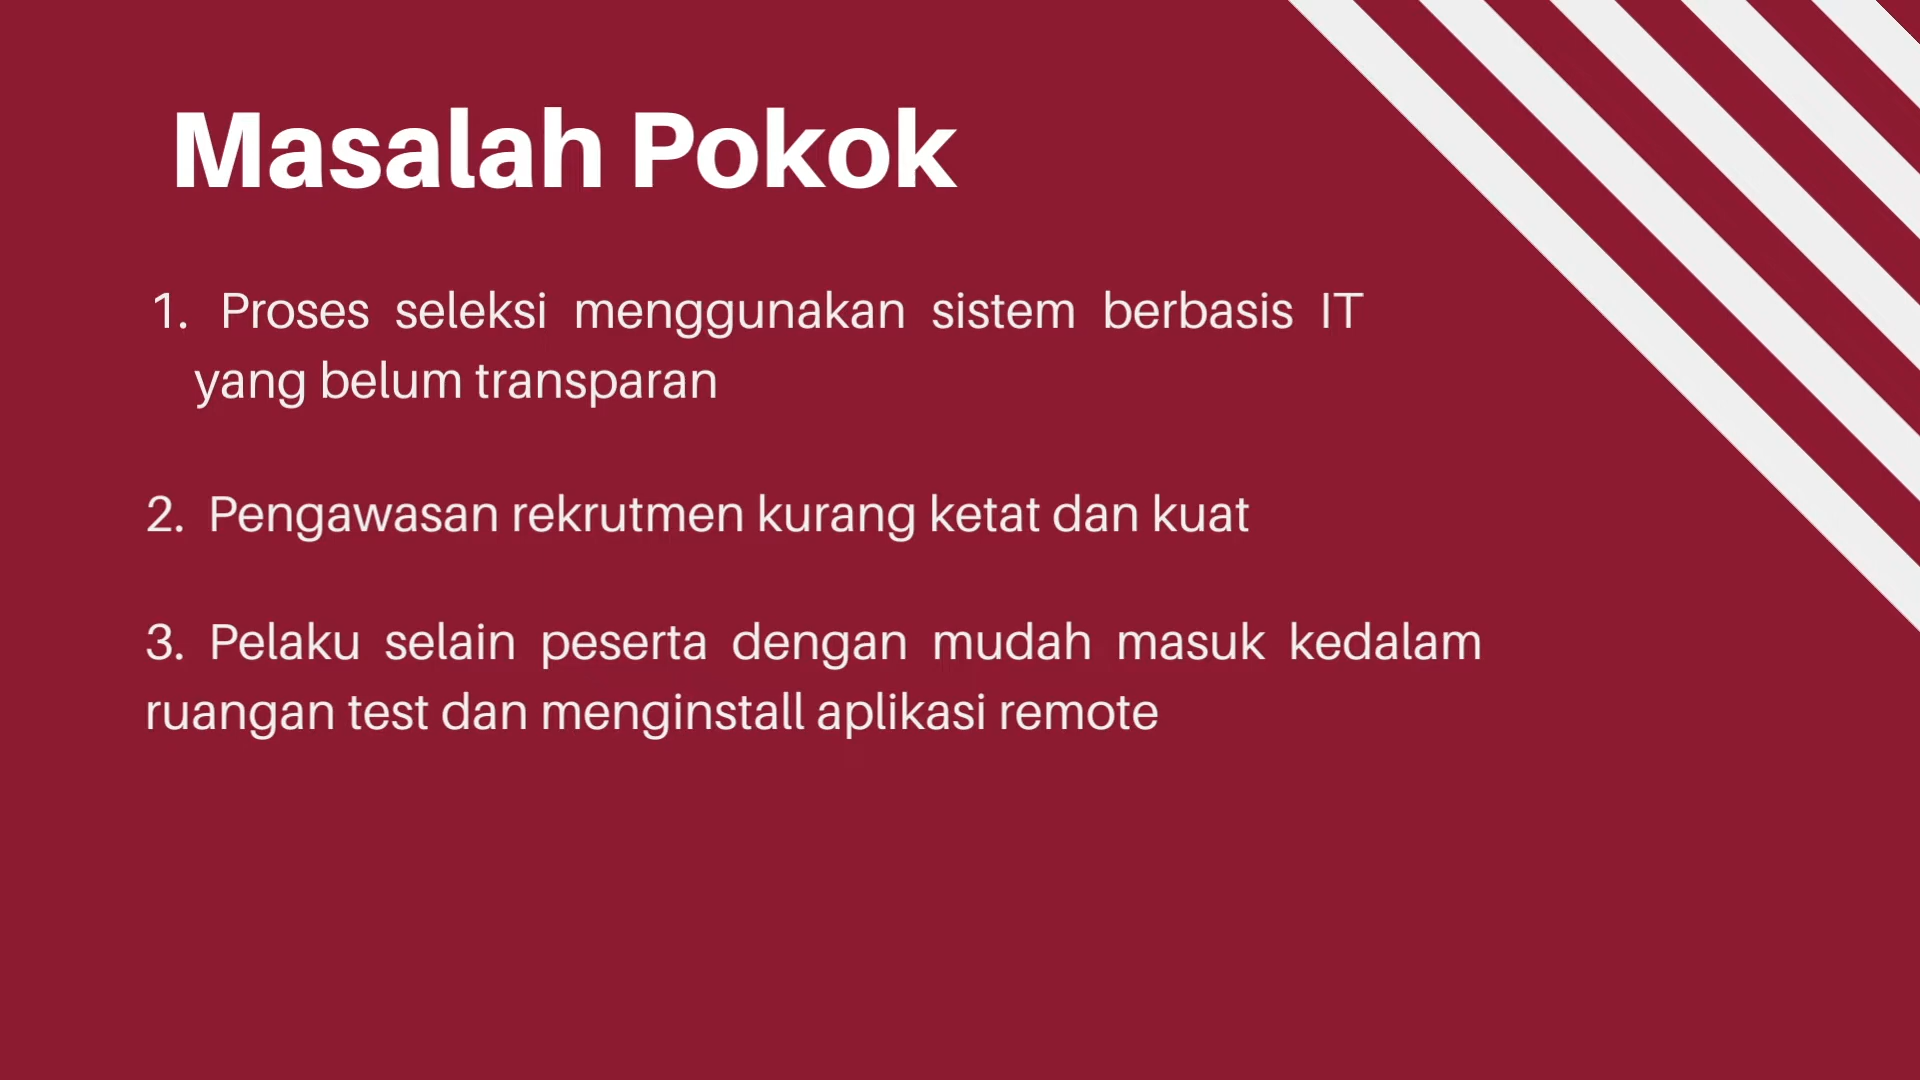 Masalah Pokok
1. Proses seleksi menggunakan sistem berbasis IT
yang belum transparan
2. Pengawasan rekrutmen kurang ketat dan kuat
3. Pelaku selain peserta dengan mudah masuk kedalam
ruangan test dan menginstall aplikasi remote